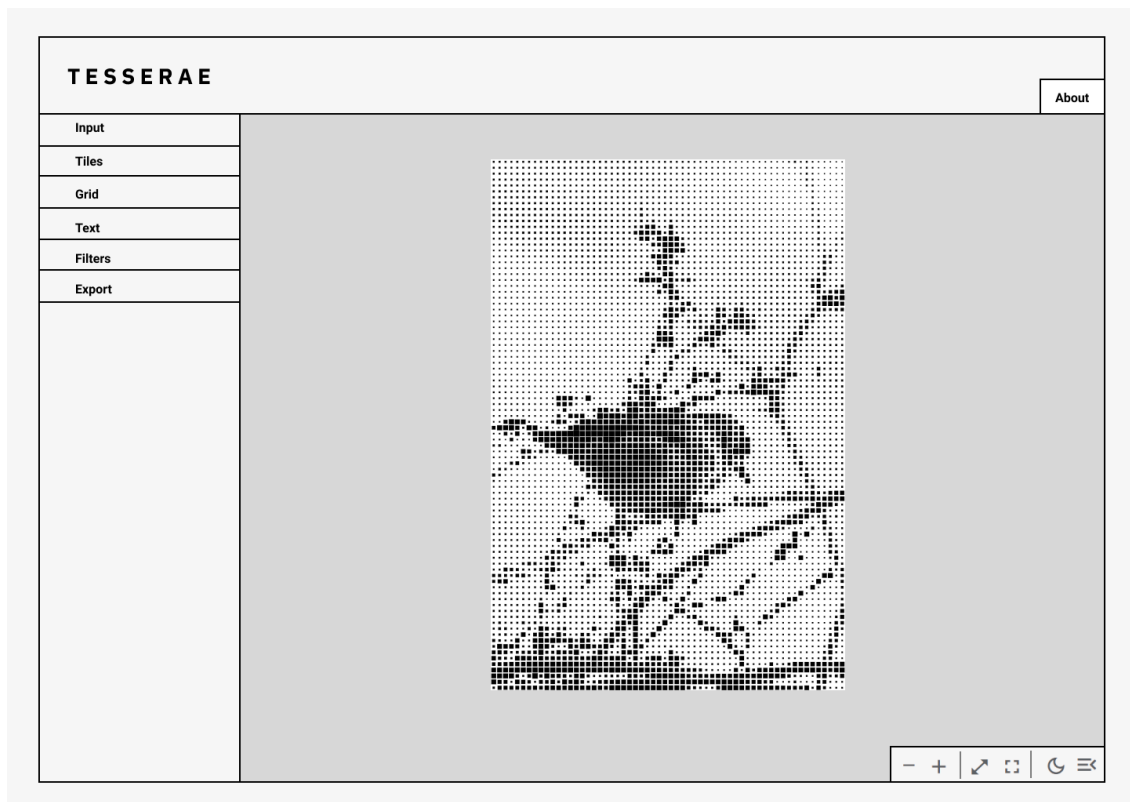 TESSERAE
About
Input
Tiles
Grid
Text
Filters
Export